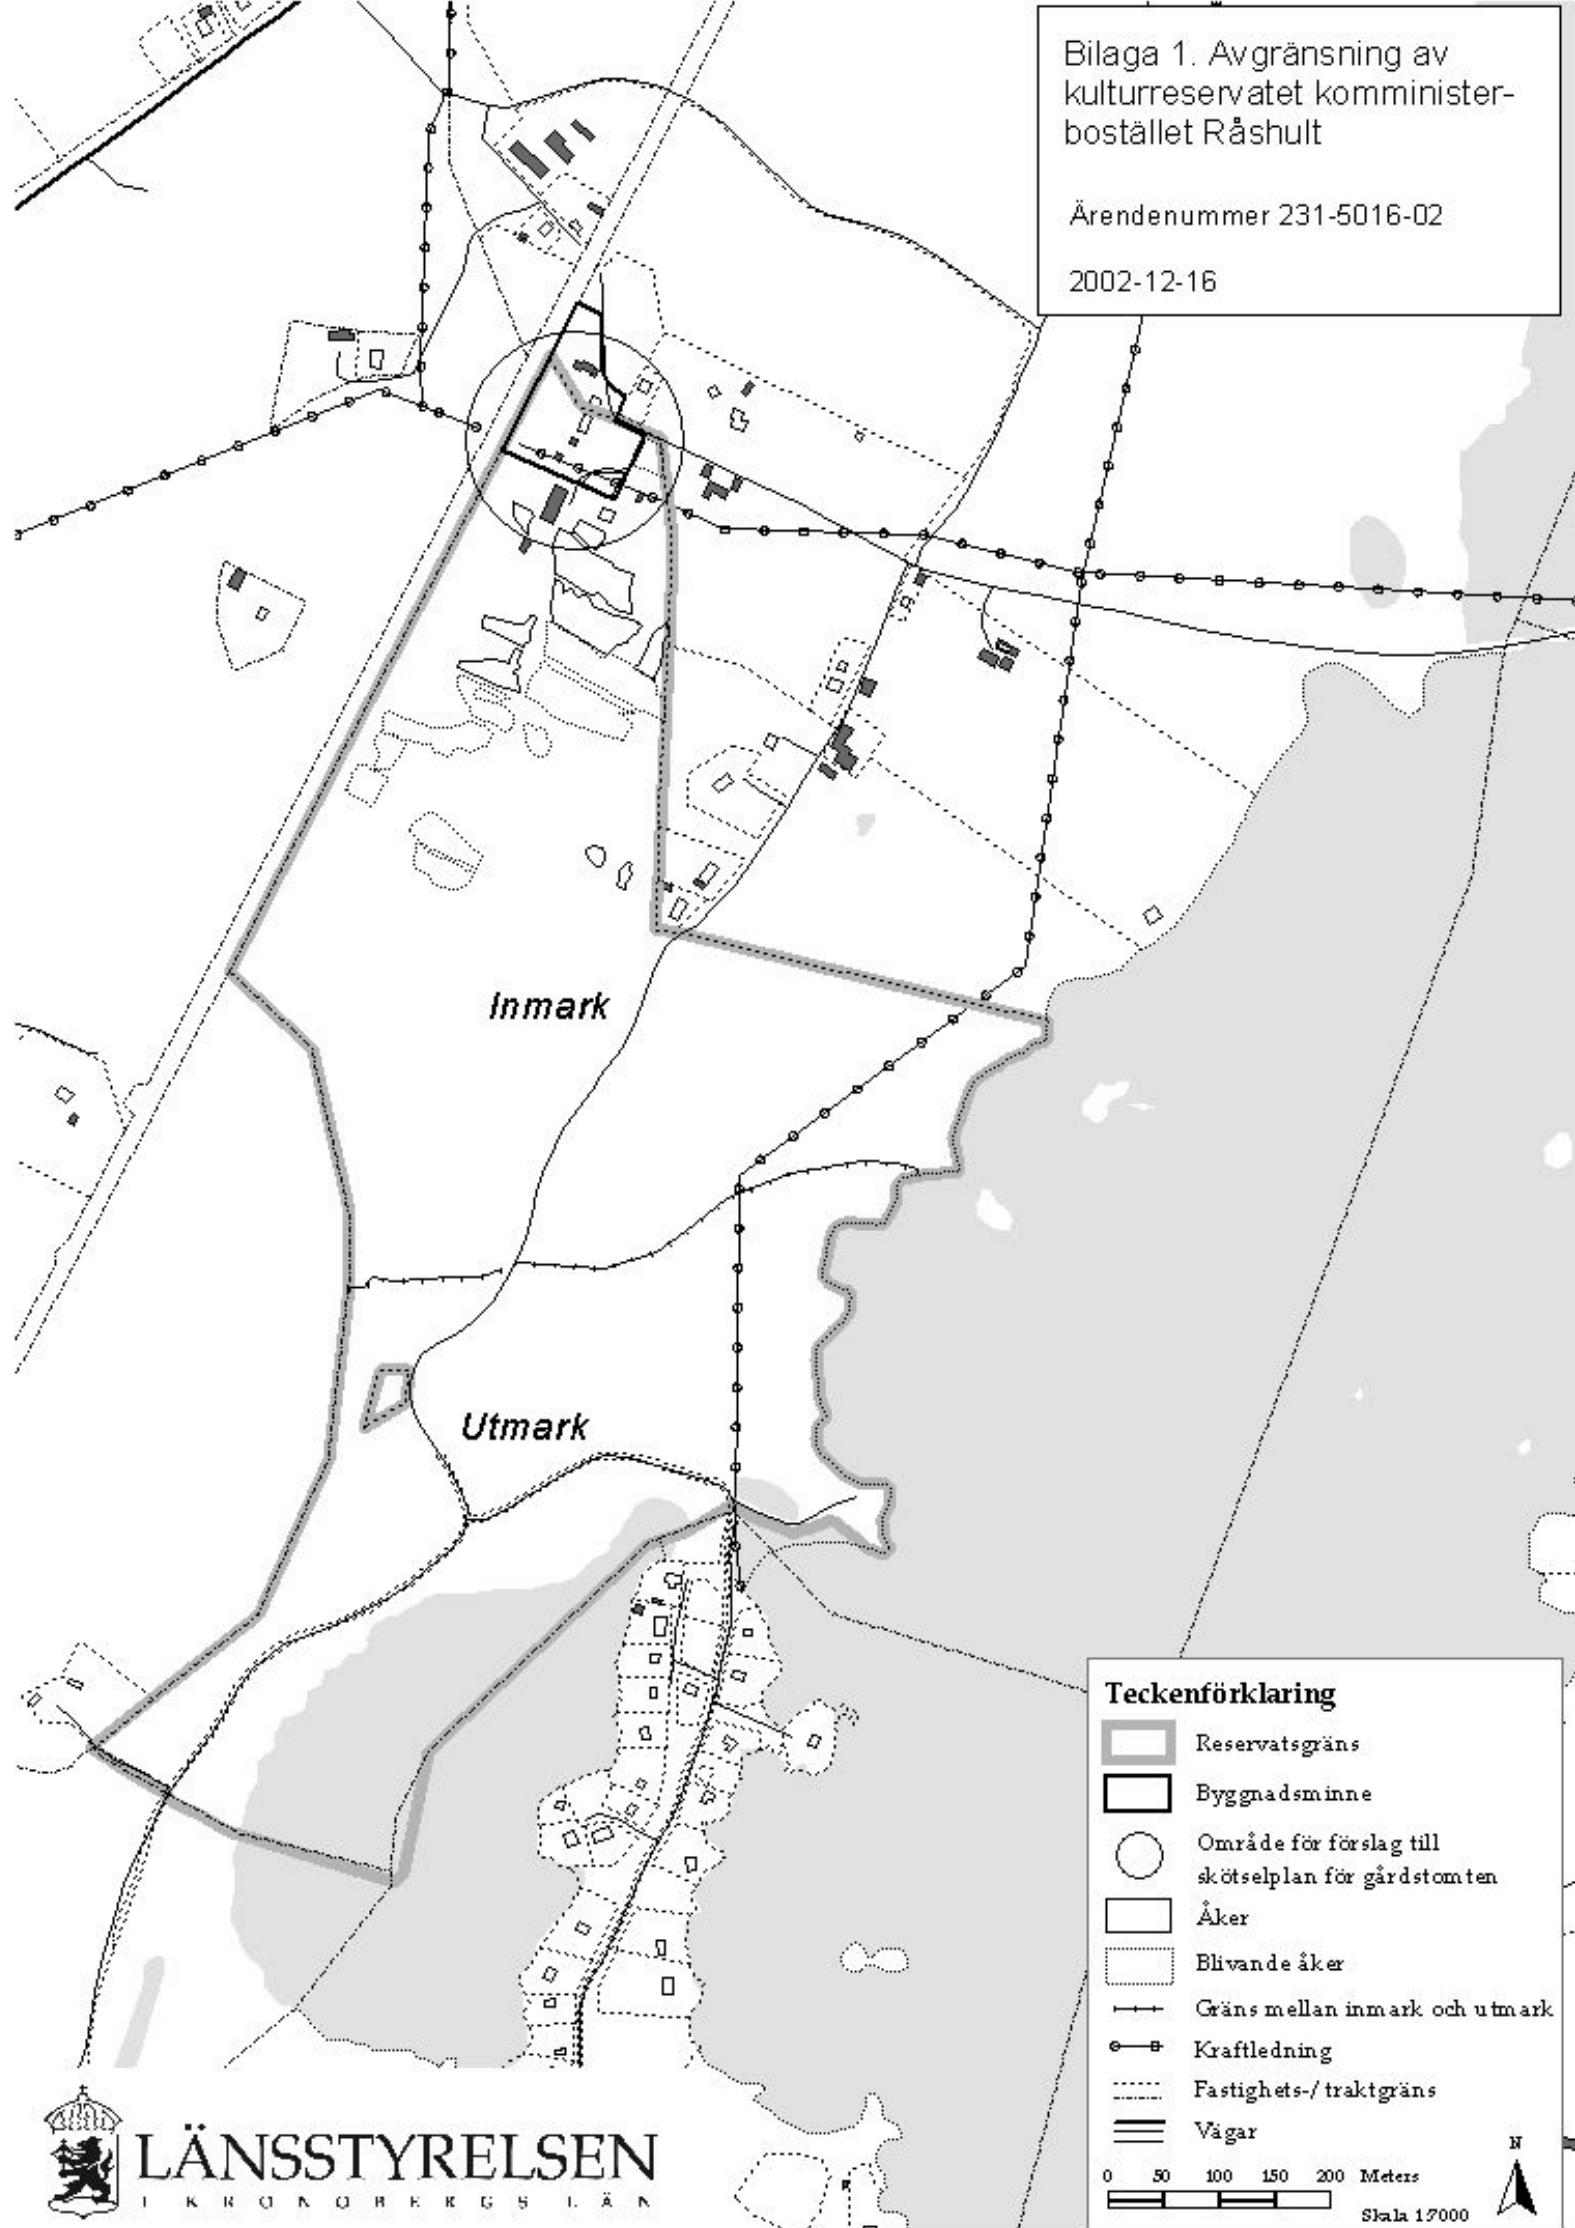 Bilaga 1. Avgränsning av
kulturreservatet komminister-
bostället Råshult
Ärendenummer 231-5016-02
2002-12-16
Inmark
Utmark
Teckenförklaring
Reservatsgräns
Byggnadsminne
Område för förslag till
skötselplan för gårdstomten
Åker
Blivande åker
Gräns mellan inmark och utmark
Kraftledning
Fastighets-/traktgräns
Vägar
N
0 50 100 150 200 Meters
Skala 1:7000
LÄNSSTYRELSEN
I KRONOBERGS LÄN